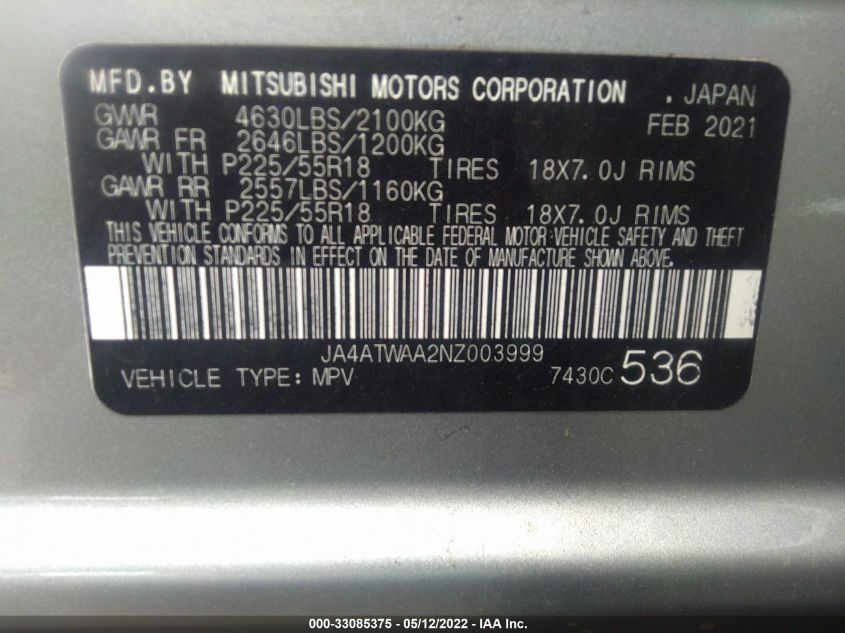 MFD.BY MITSUBISHI MOTORS CORPORATION . JAPAN
GVWR 4630LBS/2100KG FEB 2021
GAWR FR 2646LBS/1200KG
WITH P225/55R18 TIRES 18X7.0J RIMS
GAWR RR 2557LBS/1160KG
WITH P225/55R18 TIRES 18X7.0J RIMS
THIS VEHICLE CONFORMS TO ALL APPLICABLE FEDERAL MOTOR VEHICLE SAFETY AND THEFT
PREVENTION STANDARDS IN EFFECT ON THE DATE OF MANUFACTURE SHOWN ABOVE.
JA4ATWAA2NZ003999
VEHICLE TYPE: MPV 7430C 536
000-33085375 - 05/12/2022 - IAA Inc.